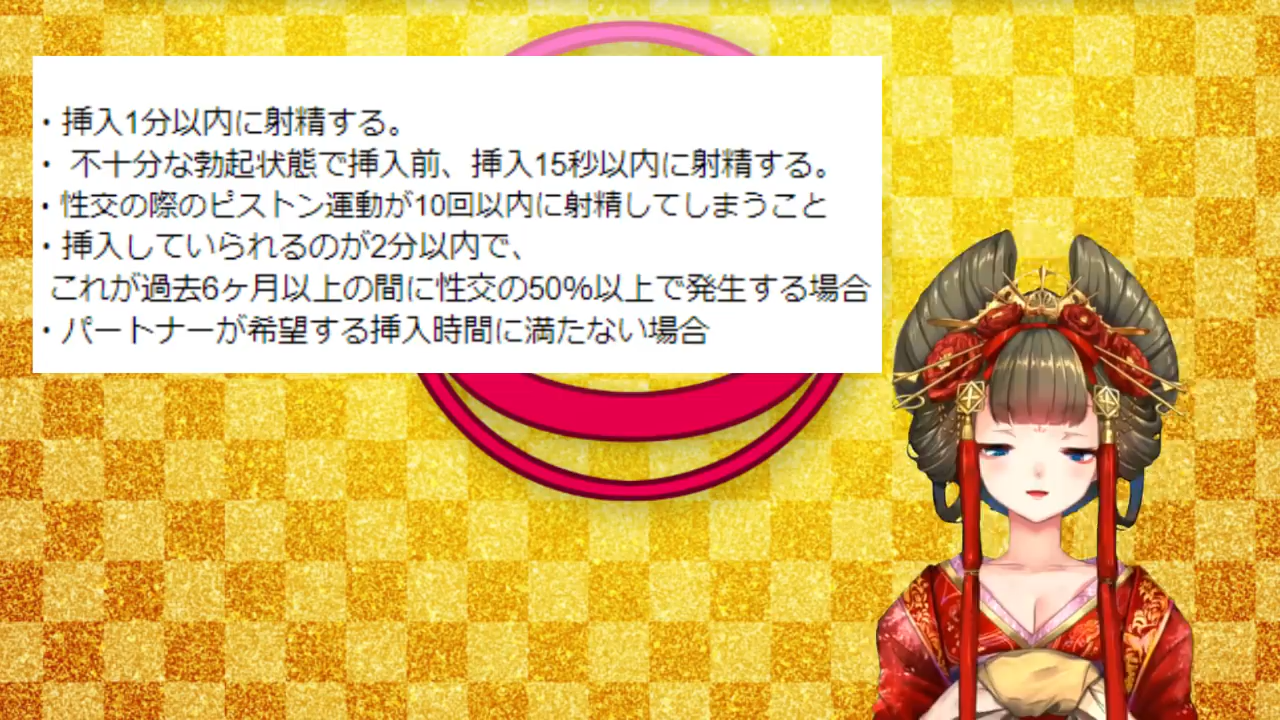 ・挿入1分以内に射精する。
・ 不十分な勃起状態で挿入前、挿入15秒以内に射精する。
・性交の際のピストン運動が10回以内に射精してしまうこと
・挿入していられるのが2分以内で、
これが過去6ヶ月以上の間に性交の50%以上で発生する場合
・パートナーが希望する挿入時間に満たない場合